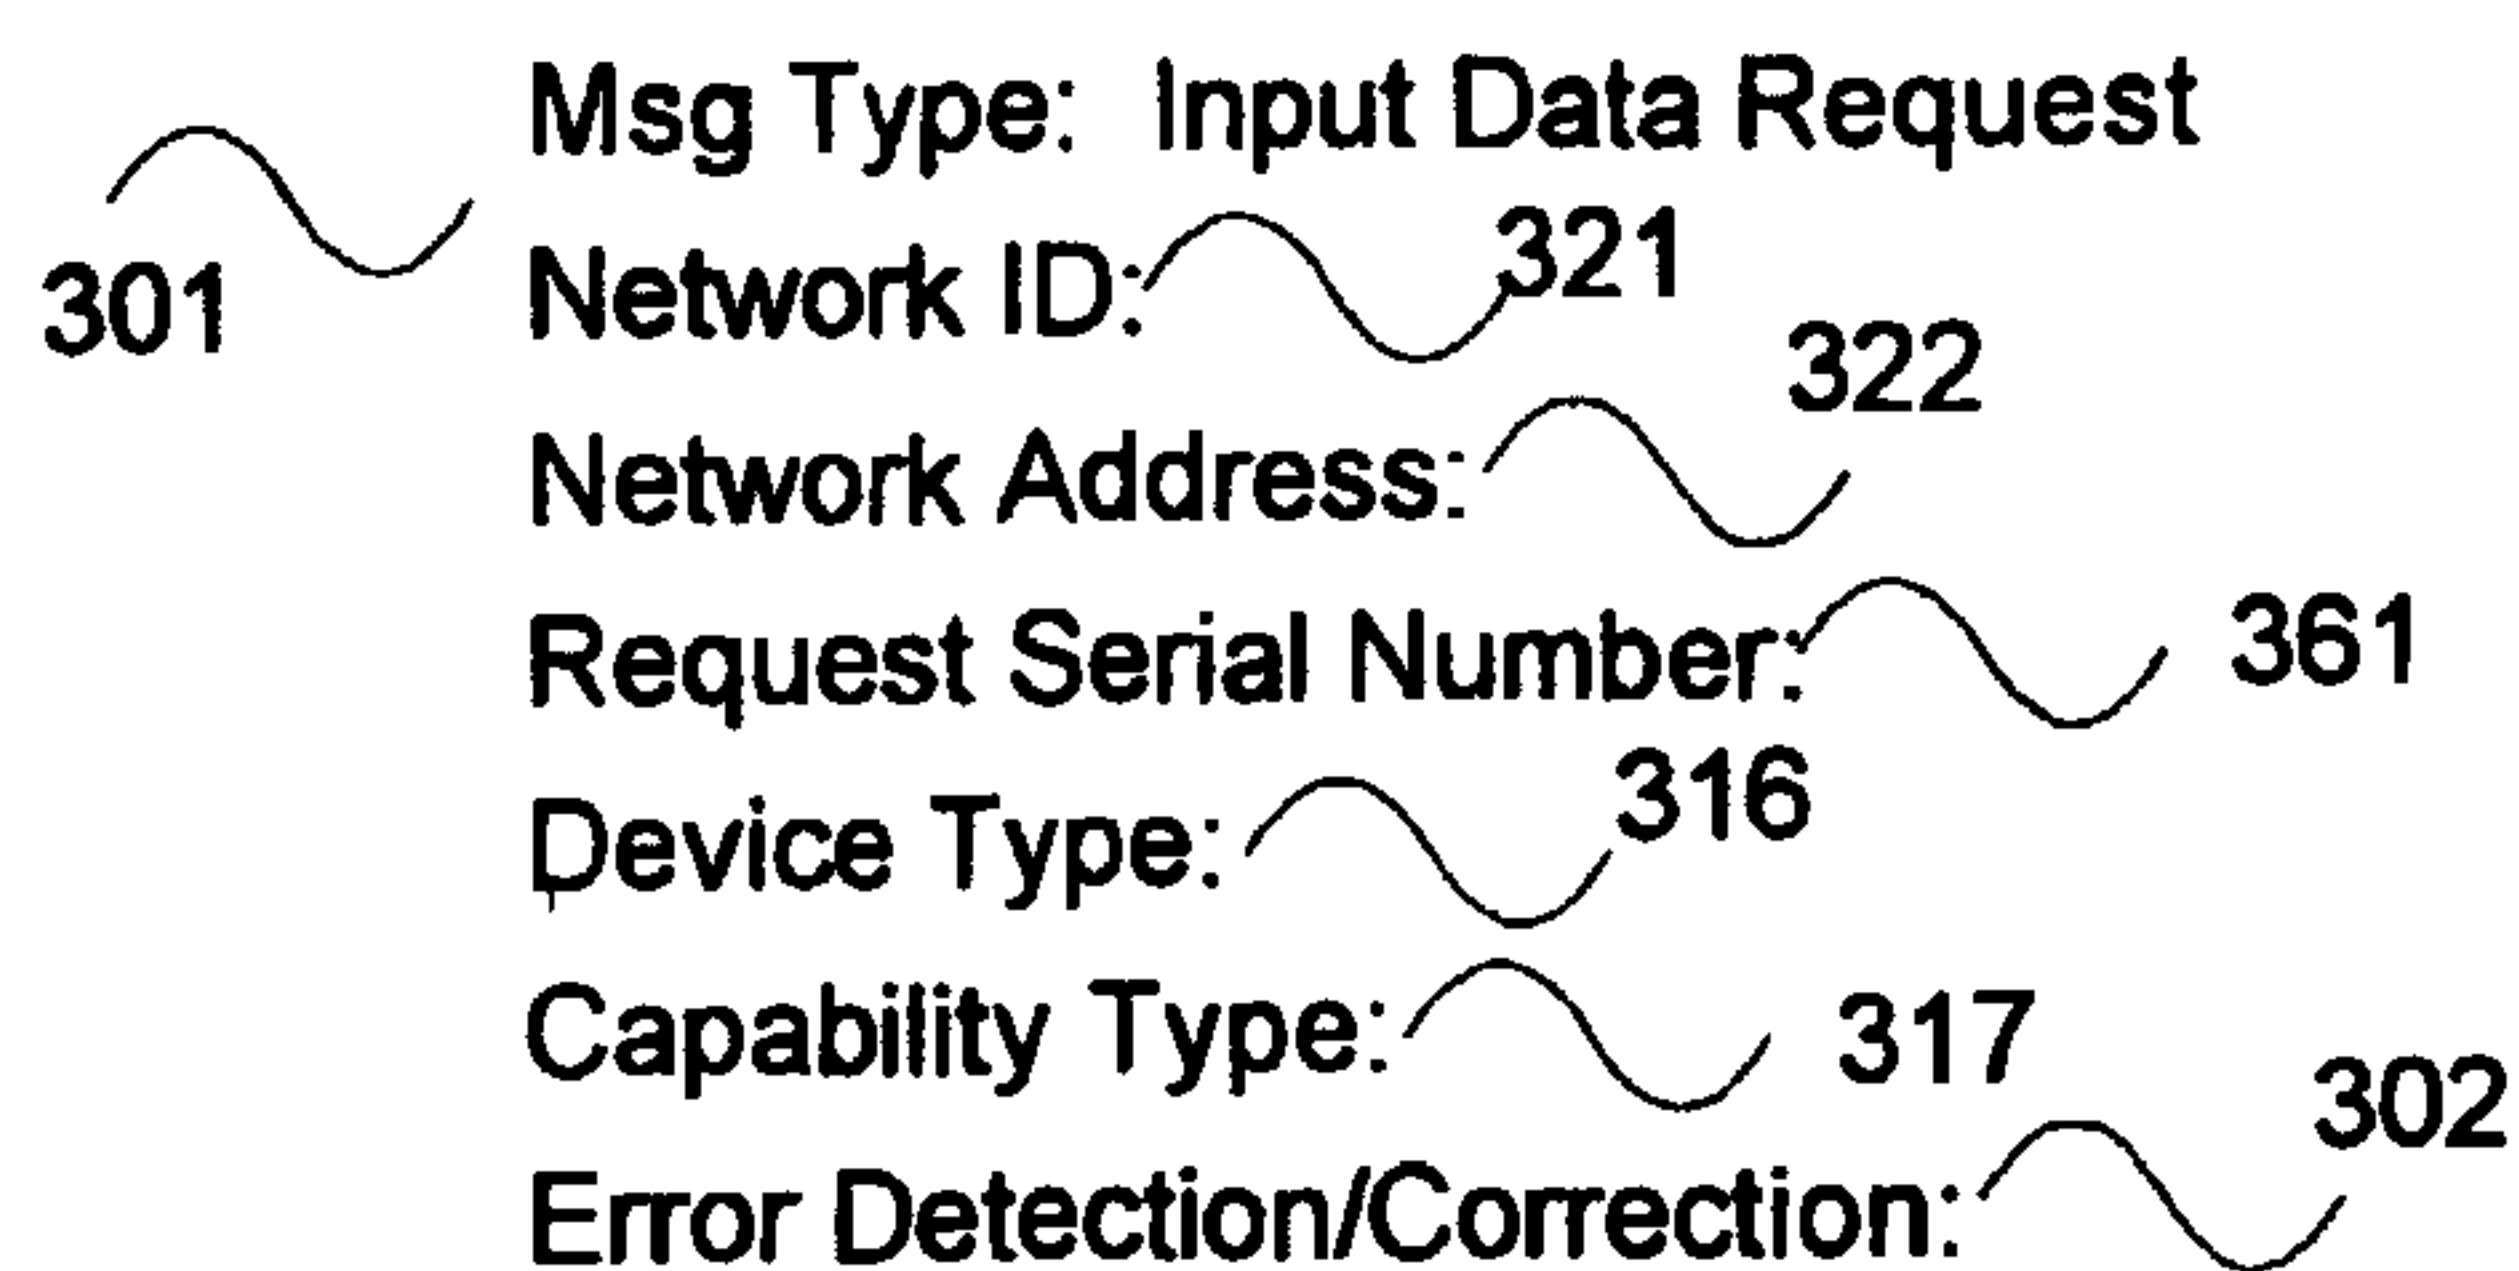 Msg Type: Input Data Request
301
Network ID: 321
322
Network Address:
Request Serial Number: 361
Device Type: 316
Capability Type: 317
302
Error Detection/Correction: